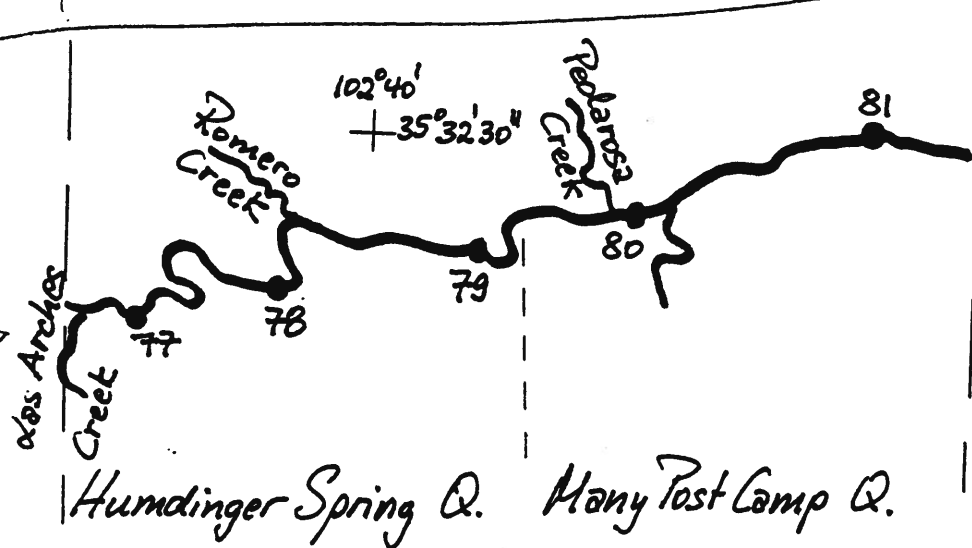 81
102°40'
35°32'30"
Pedarosa
Creek
Romero
Creek
80
79
78
77
Los Arches
Creek
Humdinger Spring Q.
Many Post Camp Q.